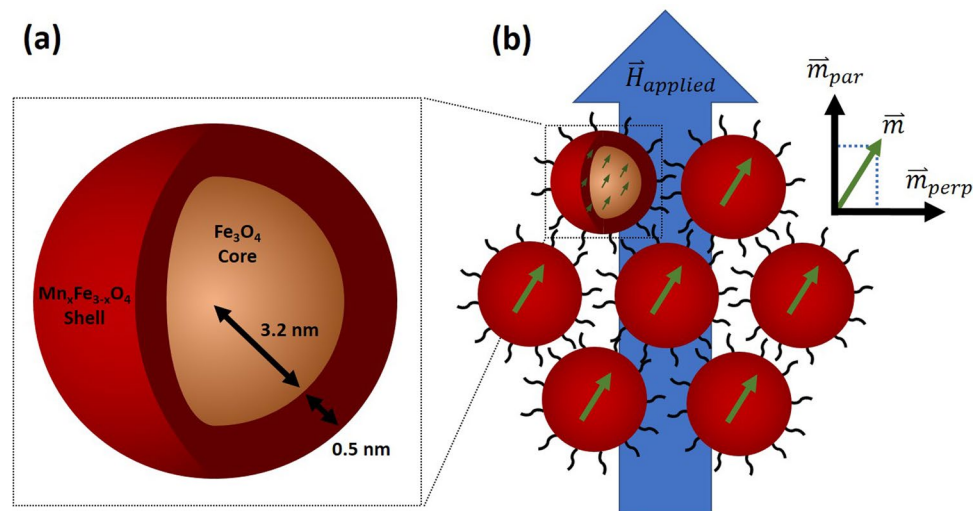 (a)
Fe₃O₄
Core
MnₓFe₃₋ₓO₄
Shell
3.2 nm
0.5 nm
(b)
H⃗applied
m⃗par
m⃗
m⃗perp